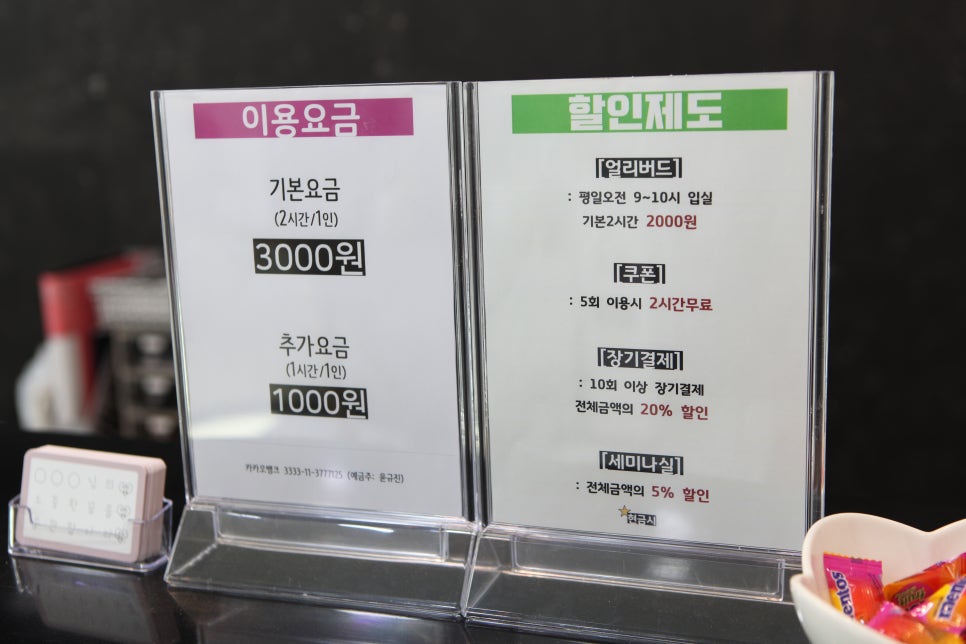 이용요금
기본요금
(2시간/1인)
3000원
추가요금
(1시간/1인)
1000원
카카오뱅크 3333-11-3777125 (예금주: 윤규진)
할인제도
[얼리버드]
: 평일오전 9~10시 입실
기본2시간 2000원
[쿠폰]
: 5회 이용시 2시간무료
[장기결제]
: 10회 이상 장기결제
전체금액의 20% 할인
[세미나실]
: 전체금액의 5% 할인
현금시
mentos